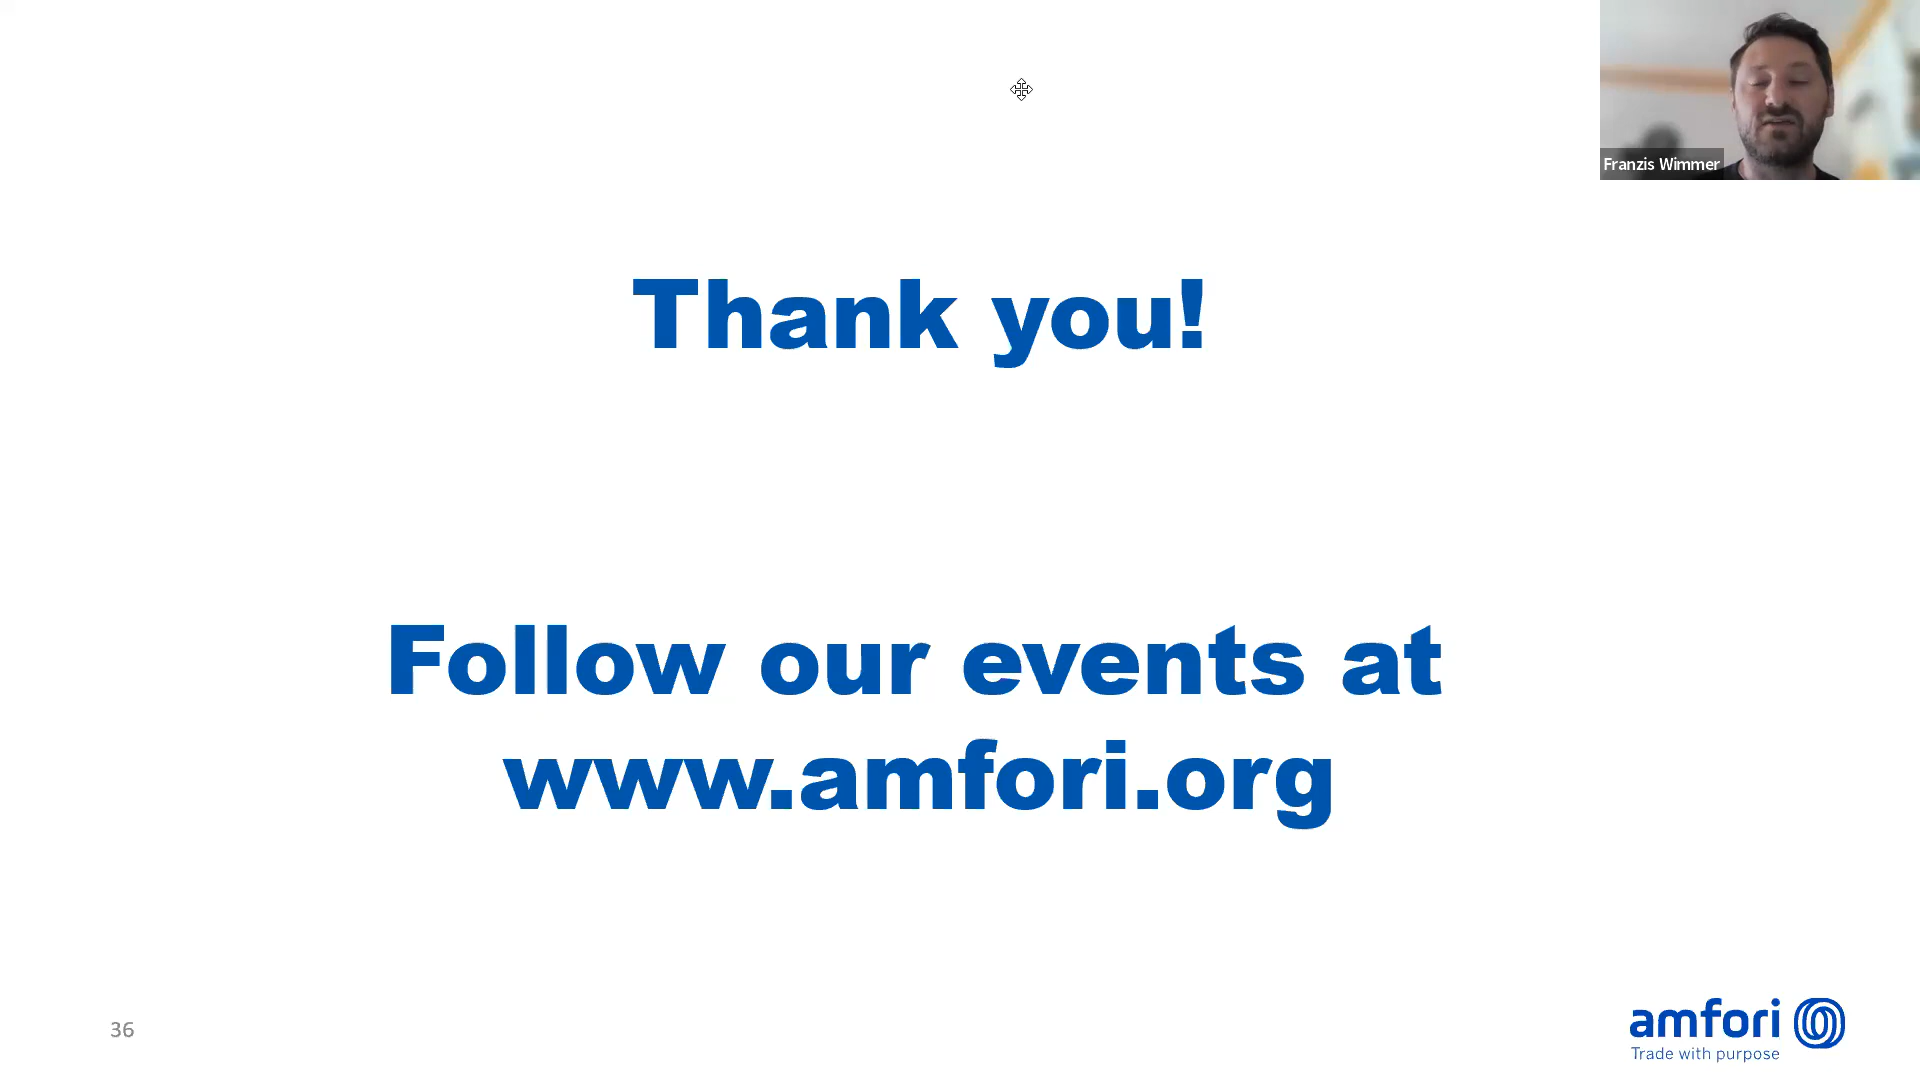 Franzis Wimmer
Thank you!
Follow our events at
www.amfori.org
36
amfori
Trade with purpose